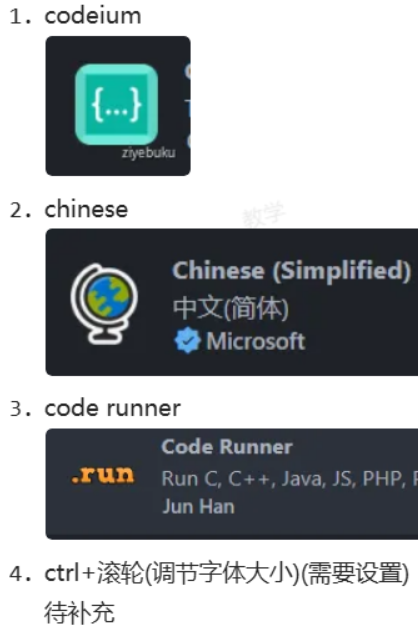 1. codeium
{...}
ziyebuku
2. chinese
教学
Chinese (Simplified)
中文(简体)
Microsoft
3. code runner
.run
Code Runner
Run C, C++, Java, JS, PHP,
Jun Han
4. ctrl+滚轮(调节字体大小)(需要设置)
待补充